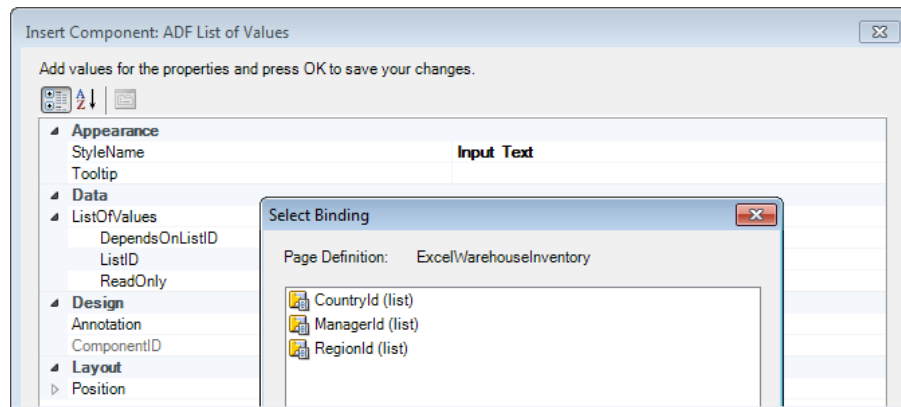 Insert Component: ADF List of Values
Add values for the properties and press OK to save your changes.
Appearance
StyleName Input Text
Tooltip
Data
ListOfValues
DependsOnListID
ListID
ReadOnly
Design
Annotation
ComponentID
Layout
Position
Select Binding
Page Definition: ExcelWarehouseInventory
CountryId (list)
ManagerId (list)
RegionId (list)